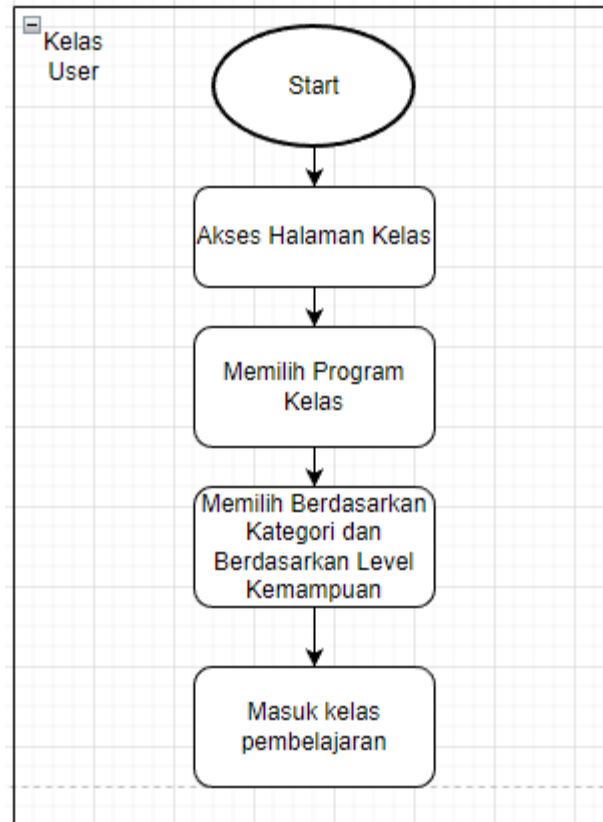 Kelas
User
Start
Akses Halaman Kelas
Memilih Program
Kelas
Memilih Berdasarkan
Kategori dan
Berdasarkan Level
Kemampuan
Masuk kelas
pembelajaran